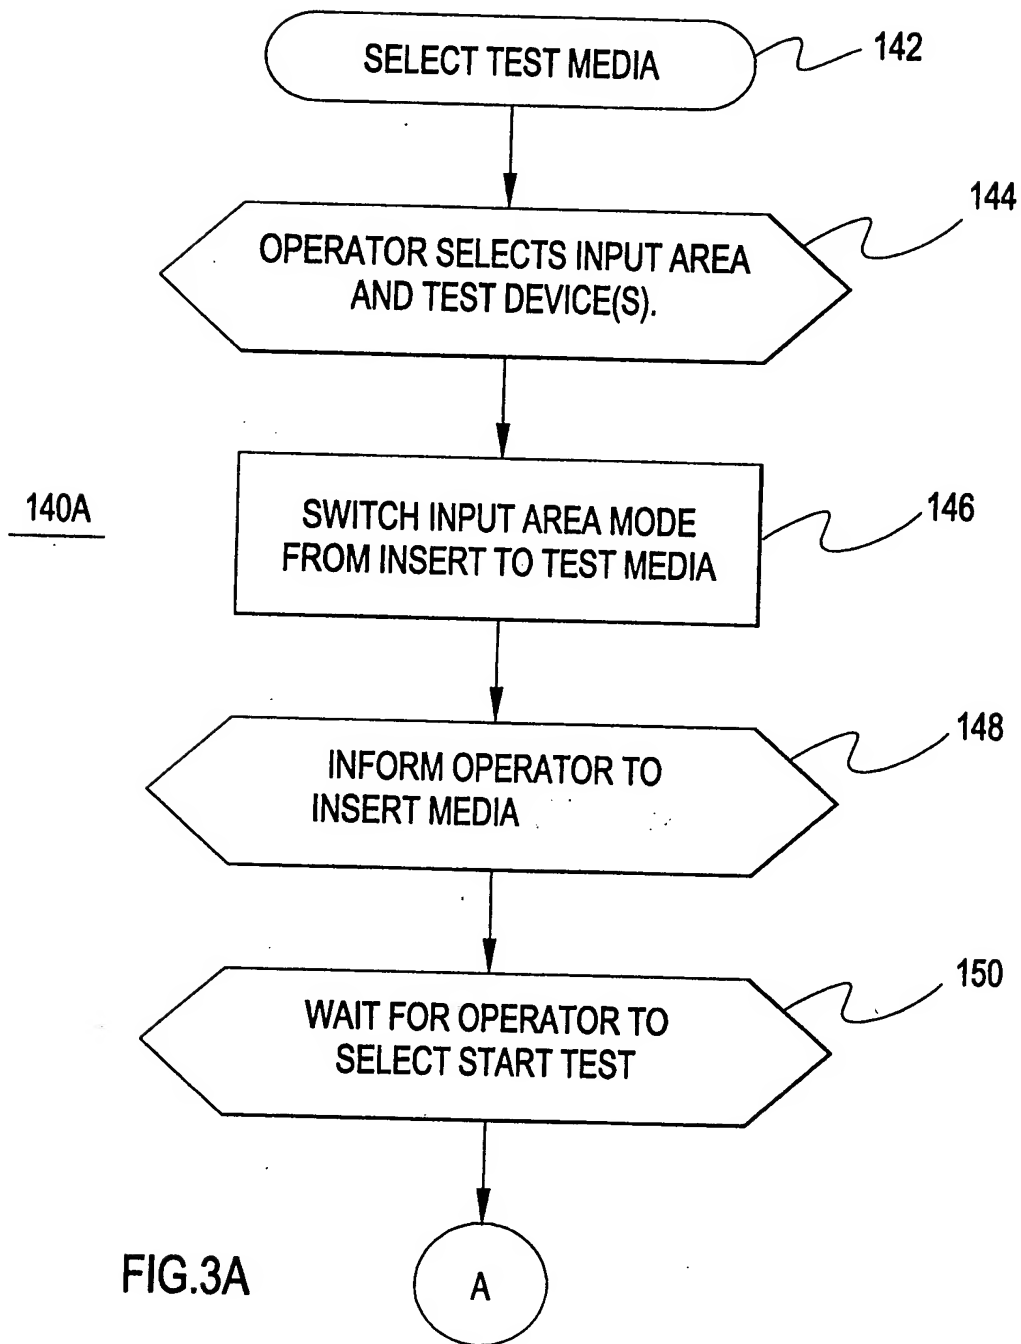 SELECT TEST MEDIA
142
144
OPERATOR SELECTS INPUT AREA
AND TEST DEVICE(S).
140A
SWITCH INPUT AREA MODE
FROM INSERT TO TEST MEDIA
146
148
INFORM OPERATOR TO
INSERT MEDIA
150
WAIT FOR OPERATOR TO
SELECT START TEST
FIG.3A
A